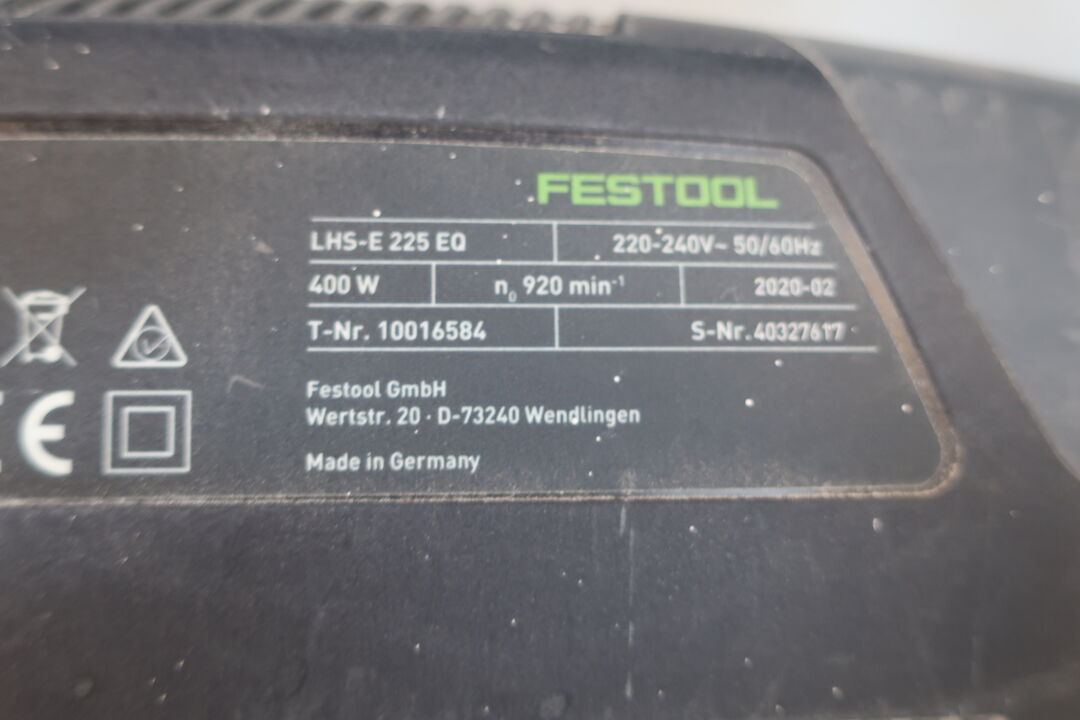 FESTOOL
LHS-E 225 EQ 220-240V~ 50/60Hz
400 W n₀ 920 min⁻¹ 2020-02
T-Nr. 10016584 S-Nr. 40327617
CE
Festool GmbH
Wertstr. 20 · D-73240 Wendlingen
Made in Germany